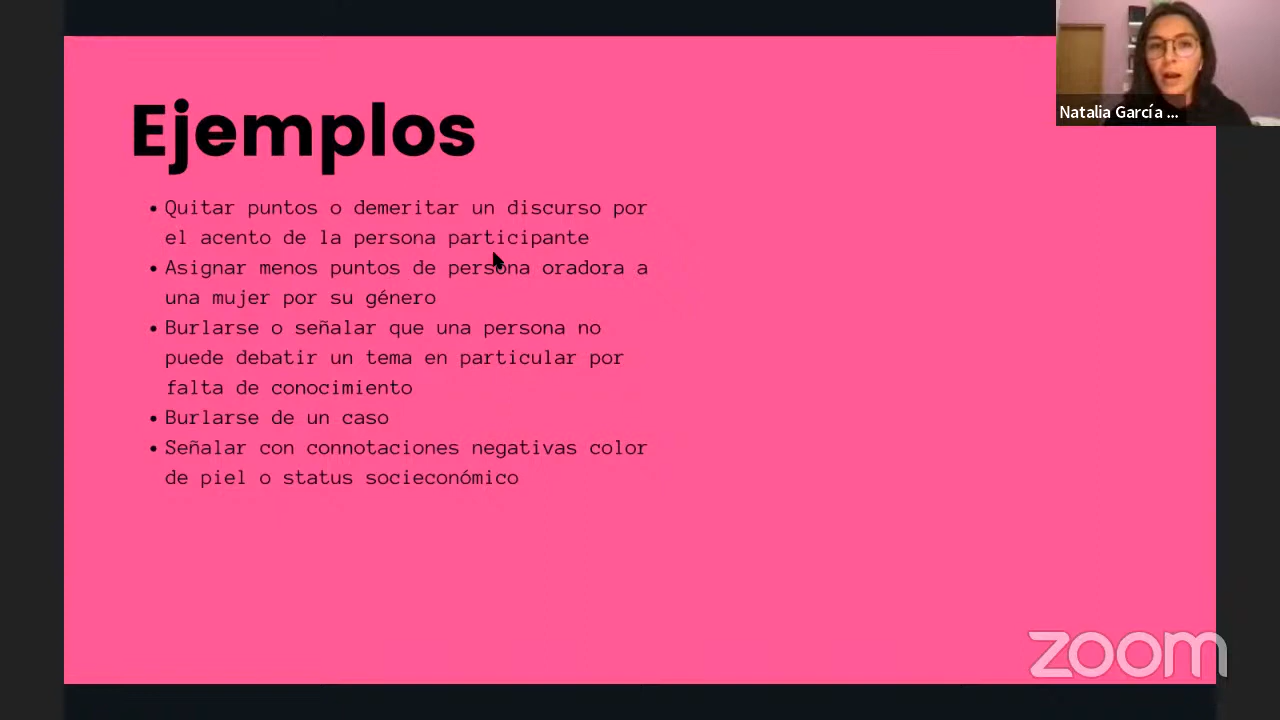 Ejemplos
Quitar puntos o demeritar un discurso por
el acento de la persona participante
Asignar menos puntos de persona oradora a
una mujer por su género
Burlarse o señalar que una persona no
puede debatir un tema en particular por
falta de conocimiento
Burlarse de un caso
Señalar con connotaciones negativas color
de piel o status socieconómico
Natalia García ...
zoom